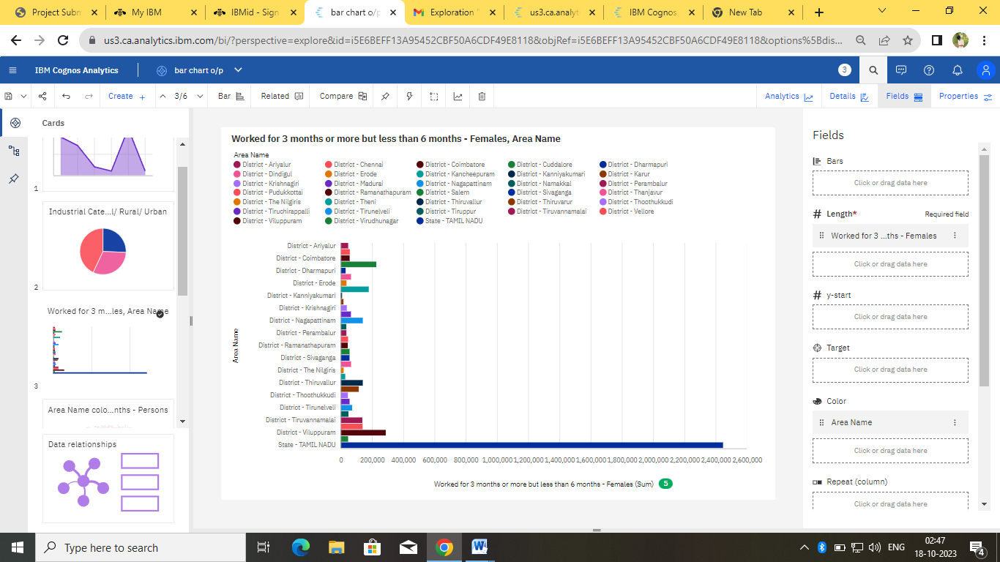 Project Subm
My IBM
IBMid - Sign
bar chart o/p
Exploration "
us3.ca.analyt
IBM Cognos
New Tab
us3.ca.analytics.ibm.com/bi/?perspective=explore&id=i5E6BEFF13A95452CBF50A6CDF49E8118&objRef=i5E6BEFF13A95452CBF50A6CDF49E8118&options%5Bdis...
IBM Cognos Analytics
bar chart o/p
3
Create +
3/6
Bar
Related
Compare
Analytics
Details
Fields
Properties
Cards
1
Industrial Cate...l/ Rural/ Urban
2
Worked for 3 m...les, Area Name
3
Area Name colo...nths - Persons
Data relationships
Worked for 3 months or more but less than 6 months - Females, Area Name
Area Name
District - Ariyalur District - Chennai District - Coimbatore District - Cuddalore District - Dharmapuri
District - Dindigul District - Erode District - Kancheepuram District - Kanniyakumari District - Karur
District - Krishnagiri District - Madurai District - Nagapattinam District - Namakkal District - Perambalur
District - Pudukkottai District - Ramanathapuram District - Salem District - Sivaganga District - Thanjavur
District - The Nilgiris District - Theni District - Thiruvallur District - Thiruvarur District - Thoothukkudi
District - Tiruchirappalli District - Tirunelveli District - Tiruppur District - Tiruvannamalai District - Vellore
District - Viluppuram District - Virudhunagar State - TAMIL NADU
Area Name
District - Ariyalur
District - Coimbatore
District - Dharmapuri
District - Erode
District - Kanniyakumari
District - Krishnagiri
District - Nagapattinam
District - Perambalur
District - Ramanathapuram
District - Sivaganga
District - The Nilgiris
District - Thiruvallur
District - Thoothukkudi
District - Tirunelveli
District - Tiruvannamalai
District - Viluppuram
State - TAMIL NADU
0 200,000 400,000 600,000 800,000 1,000,000 1,200,000 1,400,000 1,600,000 1,800,000 2,000,000 2,200,000 2,400,000 2,600,000
Worked for 3 months or more but less than 6 months - Females (Sum) 5
Fields
Bars
Click or drag data here
Length* Required field
Worked for 3 ...ths - Females
Click or drag data here
y-start
Click or drag data here
Target
Click or drag data here
Color
Area Name
Click or drag data here
Repeat (column)
Click or drag data here
Type here to search
ENG
02:47
18-10-2023
4